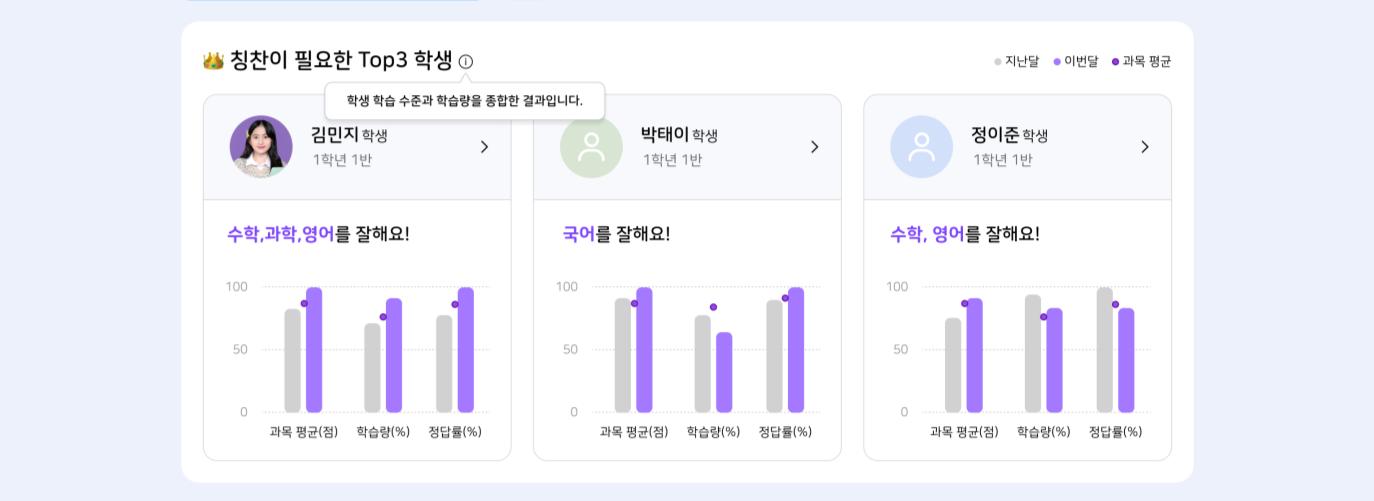 칭찬이 필요한 Top3 학생
지난달 이번달 과목 평균
학생 학습 수준과 학습량을 종합한 결과입니다.
김민지 학생
1학년 1반
수학,과학,영어를 잘해요!
100
50
0
과목 평균(점) 학습량(%) 정답률(%)
박태이 학생
1학년 1반
국어를 잘해요!
100
50
0
과목 평균(점) 학습량(%) 정답률(%)
정이준 학생
1학년 1반
수학, 영어를 잘해요!
100
50
0
과목 평균(점) 학습량(%) 정답률(%)